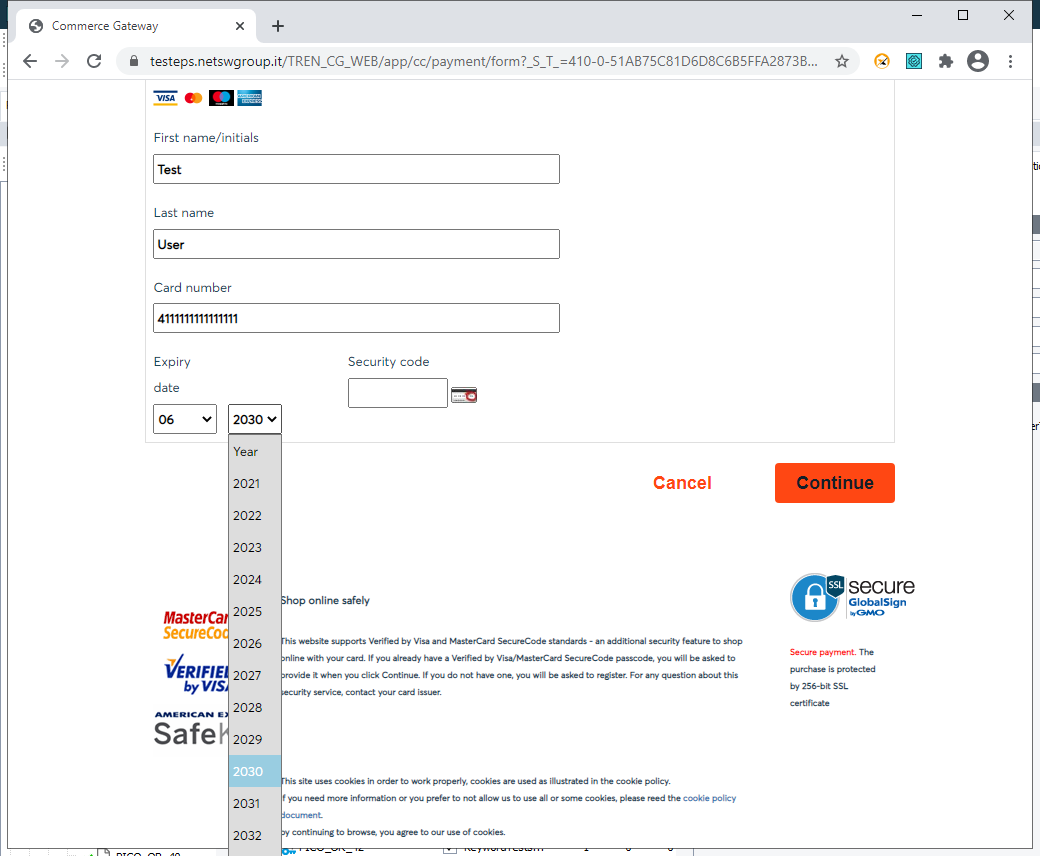 Commerce Gateway
testeps.netswgroup.it/TREN_CG_WEB/app/cc/payment/form?_S_T_=410-0-51AB75C81D6D8C6B5FFA2873B...
VISA
AMERICAN EXPRESS
First name/initials
Test
Last name
User
Card number
4111111111111111
Expiry
date
Security code
06
2030
Year
2021
2022
2023
2024
2025
2026
2027
2028
2029
2030
2031
2032
Cancel
Continue
MasterCar
SecureCod
VERIFIE
by VISA
AMERICAN EX
SafeK
Shop online safely
This website supports Verified by Visa and MasterCard SecureCode standards - an additional security feature to shop
online with your card. If you already have a Verified by Visa/MasterCard SecureCode passcode, you will be asked to
provide it when you click Continue. If you do not have one, you will be asked to register. For any question about this
security service, contact your card issuer.
SSL
secure
GlobalSign
by GMO
Secure payment. The
purchase is protected
by 256-bit SSL
certificate
This site uses cookies in order to work properly, cookies are used as illustrated in the cookie policy.
If you need more information or you prefer to not allow us to use all or some cookies, please reed the cookie policy
document.
by continuing to browse, you agree to our use of cookies.